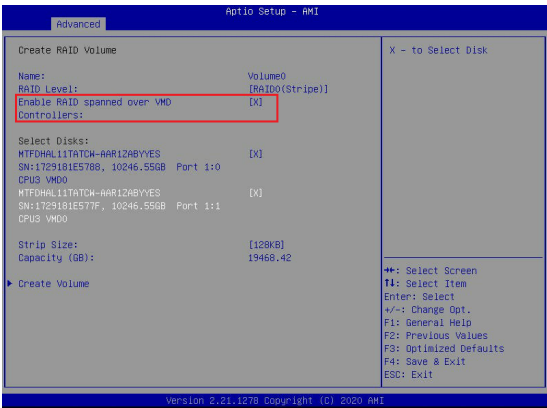 Aptio Setup - AMI
Advanced
Create RAID Volume
X - to Select Disk
Name: Volume0
RAID Level: [RAID0(Stripe)]
Enable RAID spanned over VMD [X]
Controllers:
Select Disks:
MTFDHAL11TATCW-AAR1ZABYYES [X]
SN:1729181E5788, 10246.55GB Port 1:0
CPU3 VMD0
MTFDHAL11TATCW-AAR1ZABYYES [X]
SN:1729181E577F, 10246.55GB Port 1:1
CPU3 VMD0
Strip Size: [128KB]
Capacity (GB): 19468.42
Create Volume
→←: Select Screen
↑↓: Select Item
Enter: Select
+/-: Change Opt.
F1: General Help
F2: Previous Values
F3: Optimized Defaults
F4: Save & Exit
ESC: Exit
Version 2.21.1278 Copyright (C) 2020 AMI